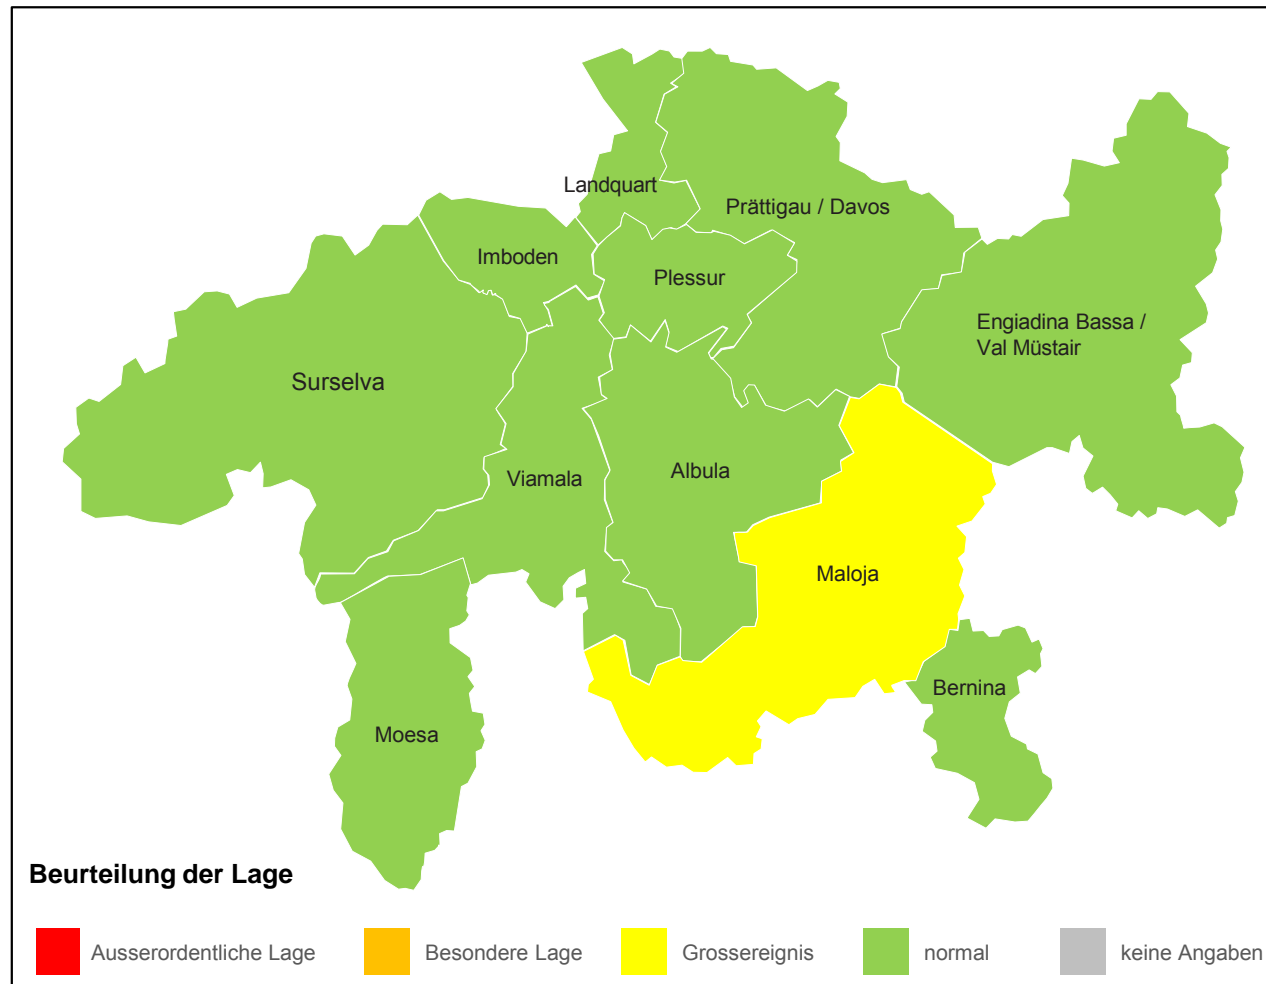 Landquart
Prättigau / Davos
Imboden
Plessur
Engiadina Bassa /
Val Müstair
Surselva
Viamala
Albula
Maloja
Bernina
Moesa
Beurteilung der Lage
Ausserordentliche Lage
Besondere Lage
Grossereignis
normal
keine Angaben